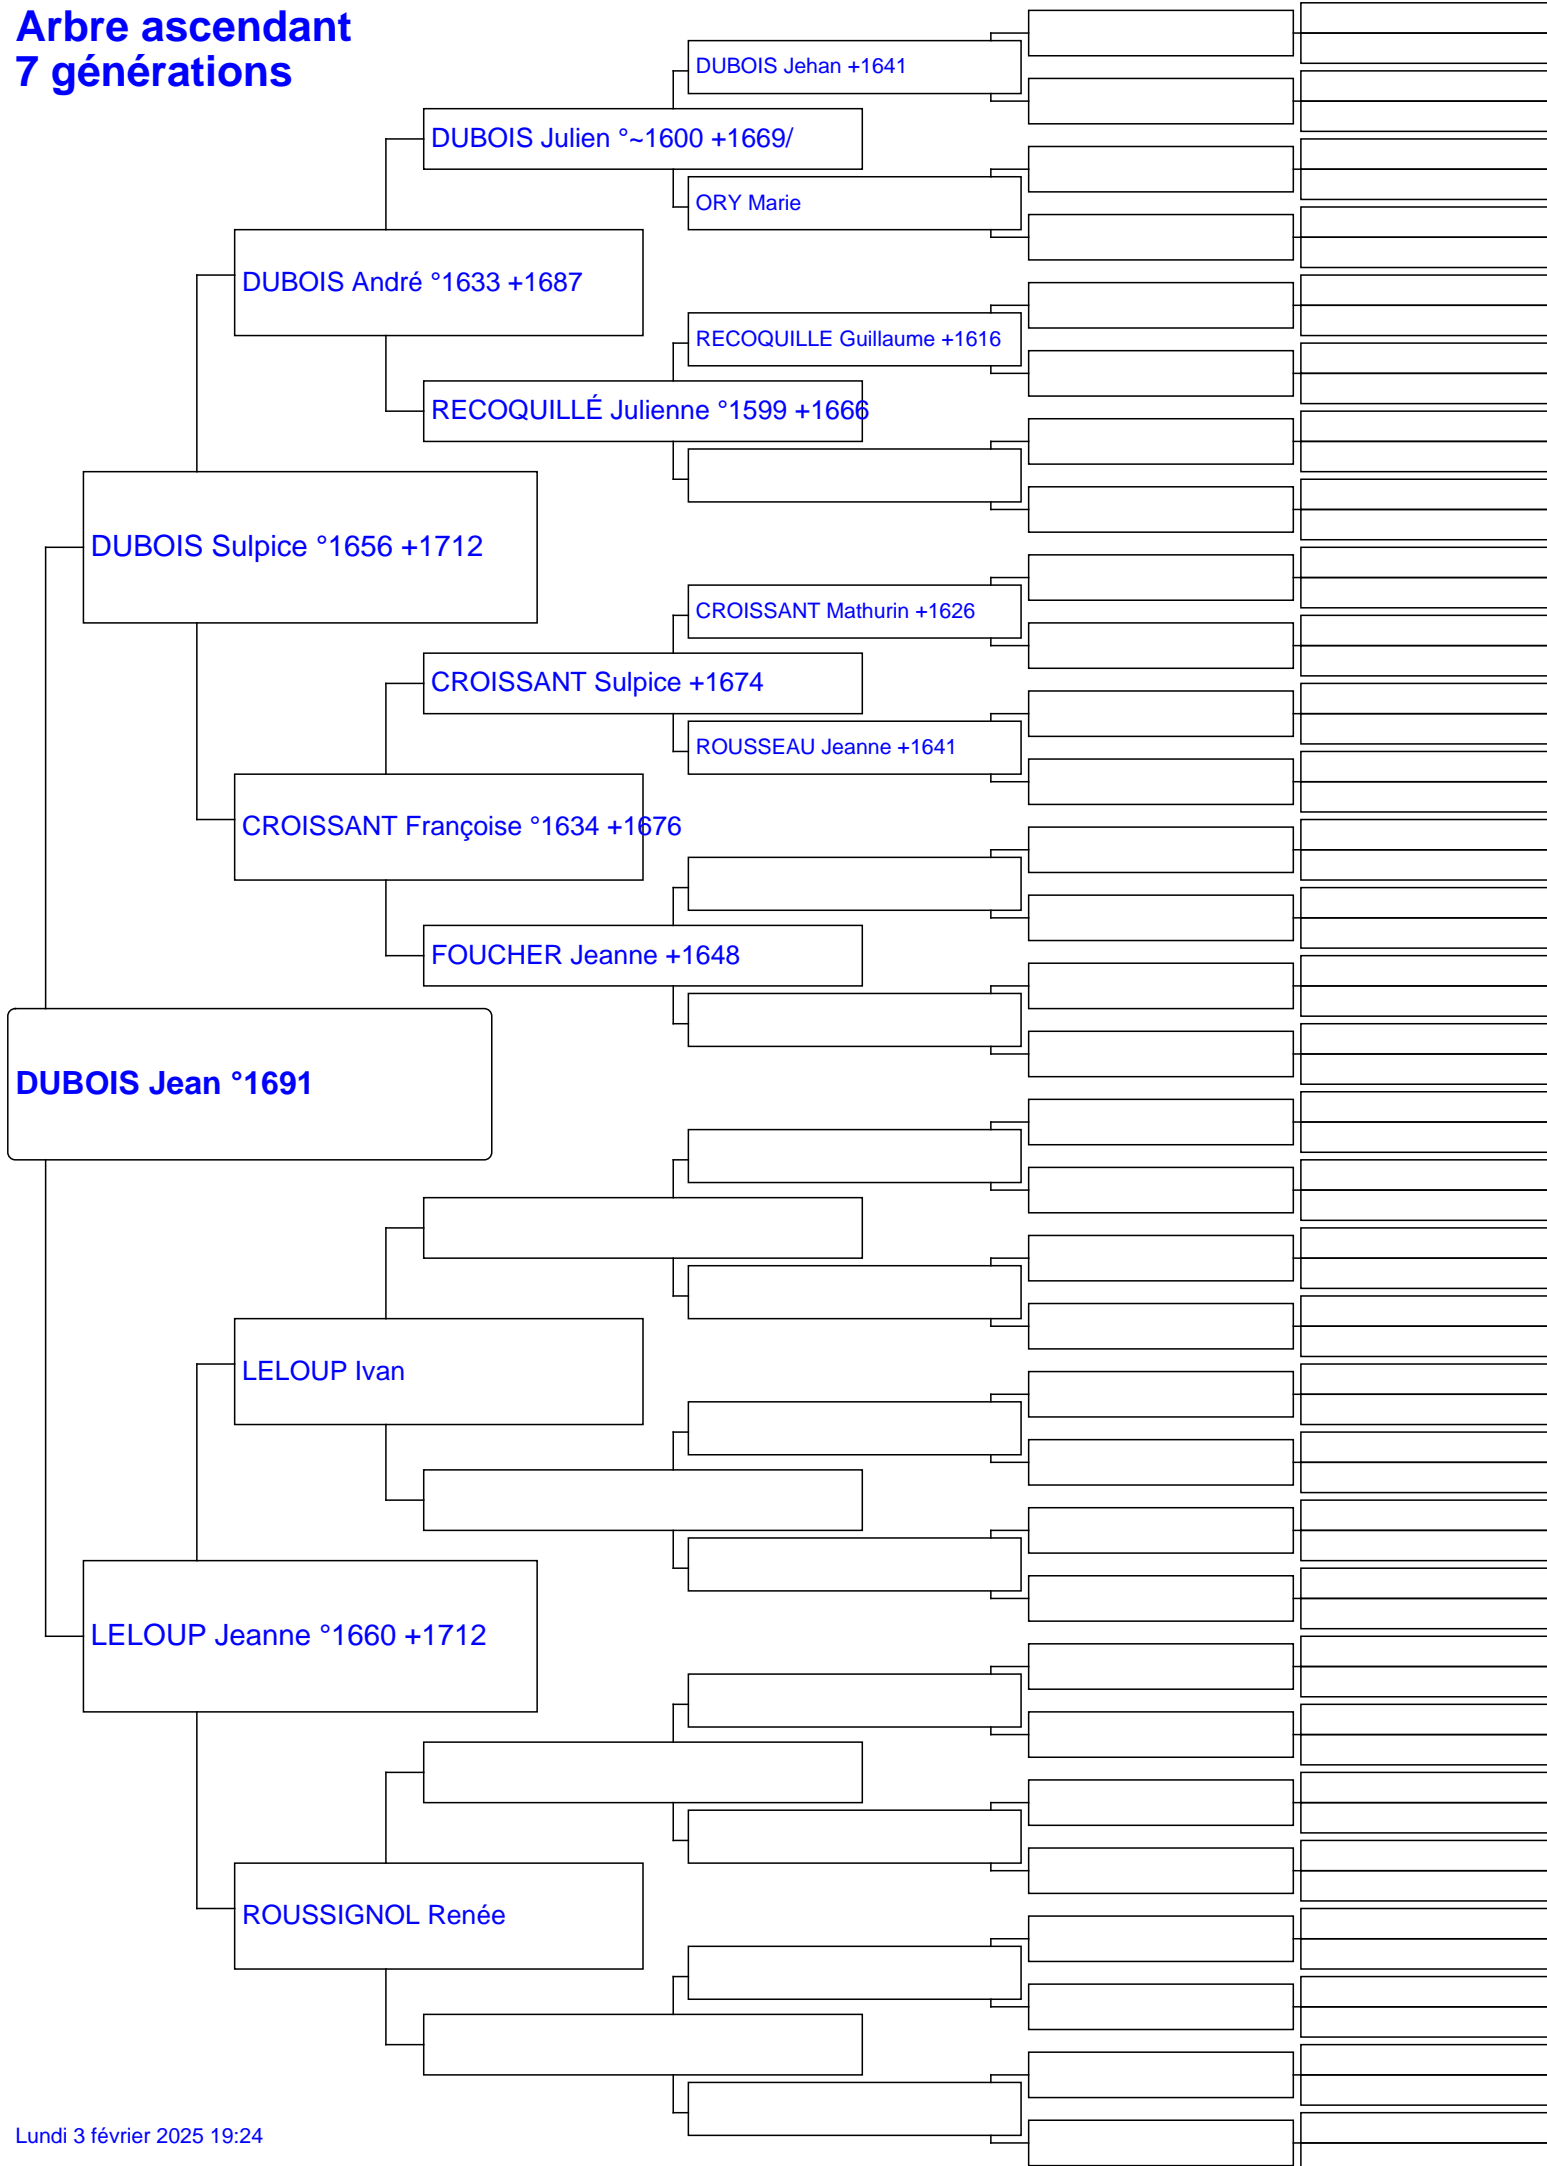 Arbre ascendant
7 générations
DUBOIS Jehan +1641
DUBOIS Julien °~1600 +1669/
ORY Marie
DUBOIS André °1633 +1687
RECOQUILLE Guillaume +1616
RECOQUILLÉ Julienne °1599 +1666
DUBOIS Sulpice °1656 +1712
CROISSANT Mathurin +1626
CROISSANT Sulpice +1674
ROUSSEAU Jeanne +1641
CROISSANT Françoise °1634 +1676
FOUCHER Jeanne +1648
DUBOIS Jean °1691
LELOUP Ivan
LELOUP Jeanne °1660 +1712
ROUSSIGNOL Renée
Lundi 3 février 2025 19:24